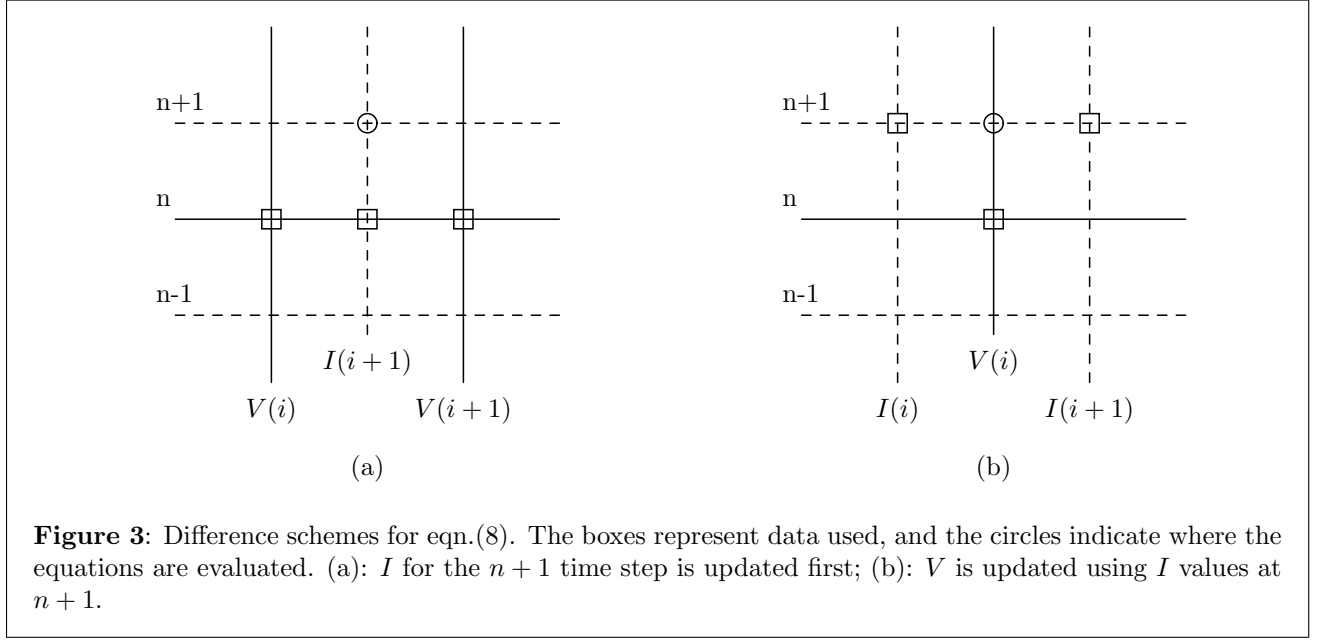 n+1
n
n-1
I(i + 1)
V(i)
V(i + 1)
(a)
n+1
n
n-1
V(i)
I(i)
I(i + 1)
(b)
Figure 3: Difference schemes for eqn.(8). The boxes represent data used, and the circles indicate where the
equations are evaluated. (a): I for the n + 1 time step is updated first; (b): V is updated using I values at
n + 1.